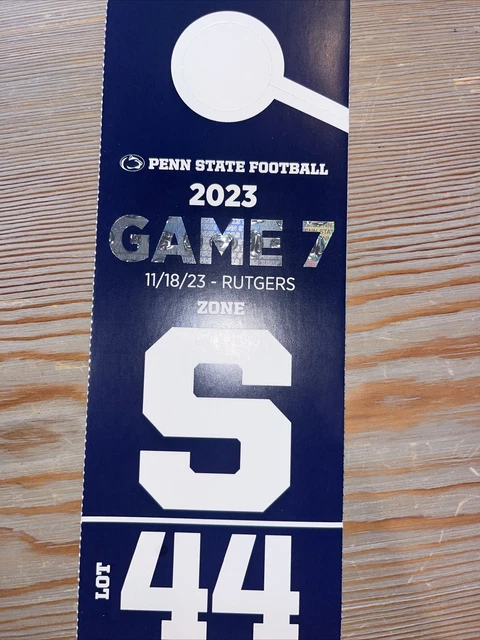 PENN STATE FOOTBALL
2023
GAME 7
11/18/23 - RUTGERS
ZONE
S
LOT
44